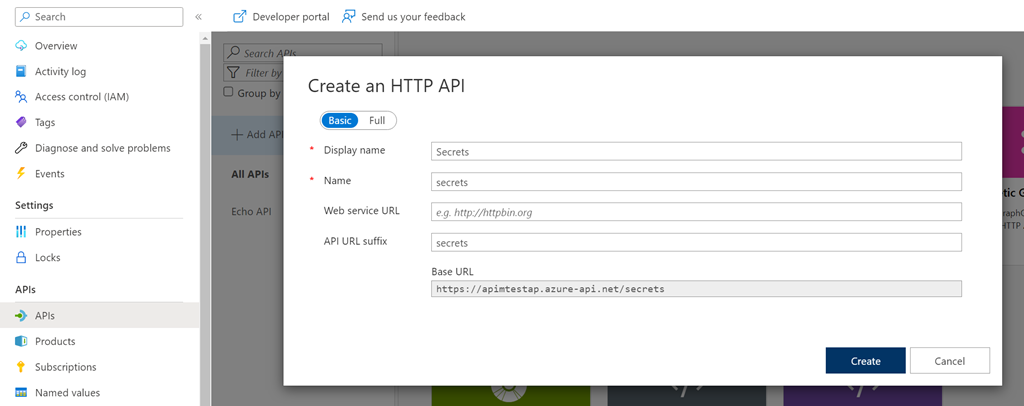 Search
«
Developer portal
Send us your feedback
Overview
Activity log
Access control (IAM)
Tags
Diagnose and solve problems
Events
Settings
Properties
Locks
APIs
APIs
Products
Subscriptions
Named values
Search APIs
Filter by
Group by
+ Add API
All APIs
Echo API
Create an HTTP API
Basic Full
* Display name Secrets
* Name secrets
Web service URL e.g. http://httpbin.org
API URL suffix secrets
Base URL
https://apimtestap.azure-api.net/secrets
Create Cancel
tic G
raphQ
HTTP